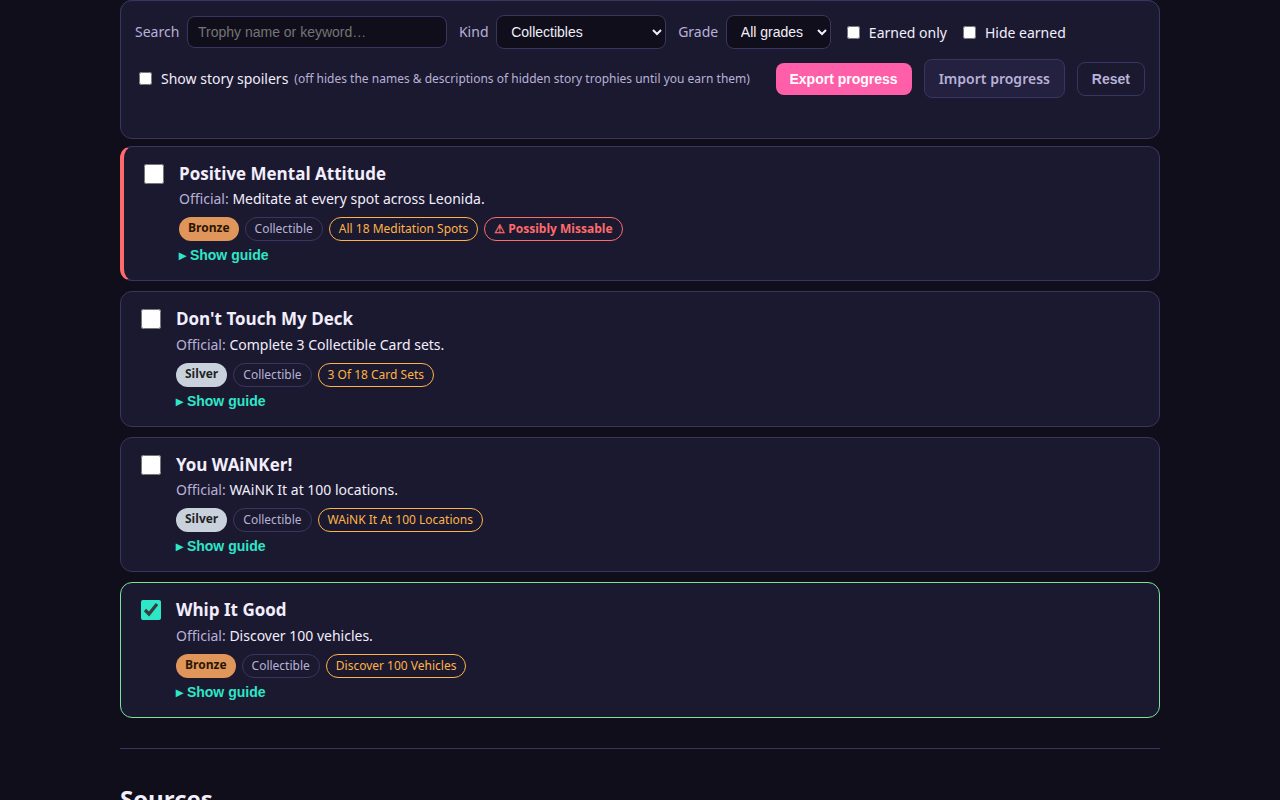 Search Trophy name or keyword… Kind Collectibles Grade All grades Earned only Hide earned
Show story spoilers (off hides the names & descriptions of hidden story trophies until you earn them) Export progress Import progress Reset
Positive Mental Attitude
Official: Meditate at every spot across Leonida.
Bronze Collectible All 18 Meditation Spots ⚠ Possibly Missable
▸ Show guide
Don't Touch My Deck
Official: Complete 3 Collectible Card sets.
Silver Collectible 3 Of 18 Card Sets
▸ Show guide
You WAiNKer!
Official: WAiNK It at 100 locations.
Silver Collectible WAiNK It At 100 Locations
▸ Show guide
Whip It Good
Official: Discover 100 vehicles.
Bronze Collectible Discover 100 Vehicles
▸ Show guide
Sources